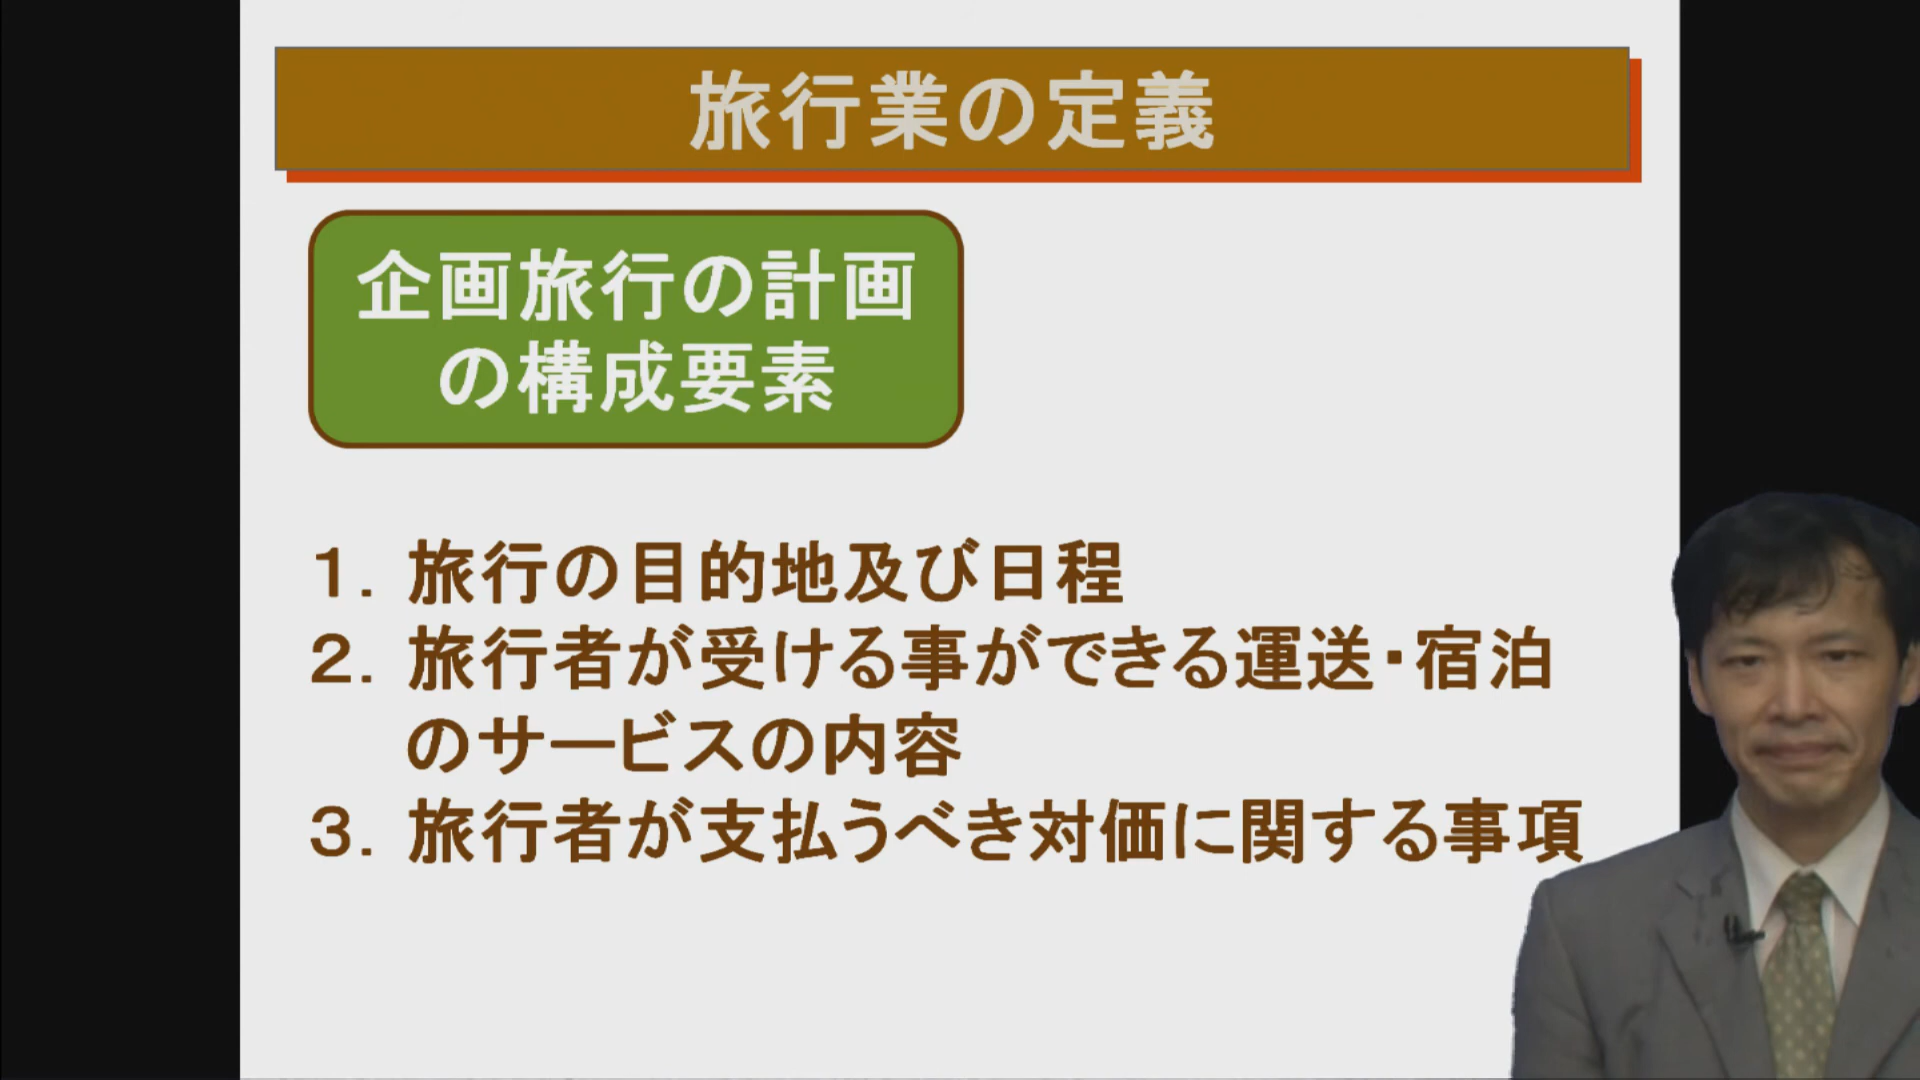 旅行業の定義
企画旅行の計画
の構成要素
１．旅行の目的地及び日程
２．旅行者が受ける事ができる運送・宿泊
のサービスの内容
３．旅行者が支払うべき対価に関する事項